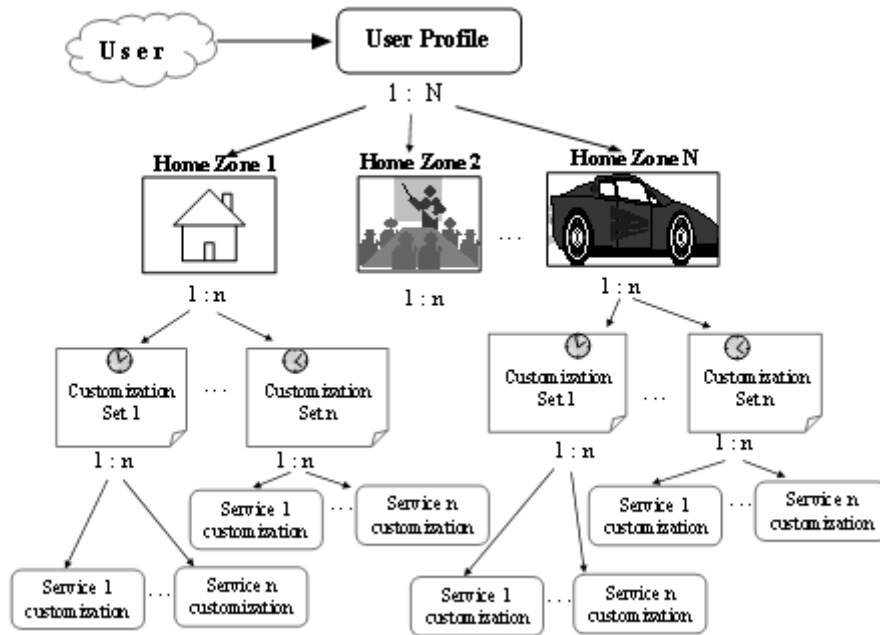 User
User Profile
1 : N
Home Zone 1
Home Zone 2
Home Zone N
...
1 : n
1 : n
1 : n
Customization
Set 1
...
Customization
Set n
Customization
Set 1
...
Customization
Set n
1 : n
1 : n
1 : n
1 : n
Service 1
customization
...
Service n
customization
Service 1
customization
...
Service n
customization
Service 1
customization
...
Service n
customization
Service 1
customization
...
Service n
customization